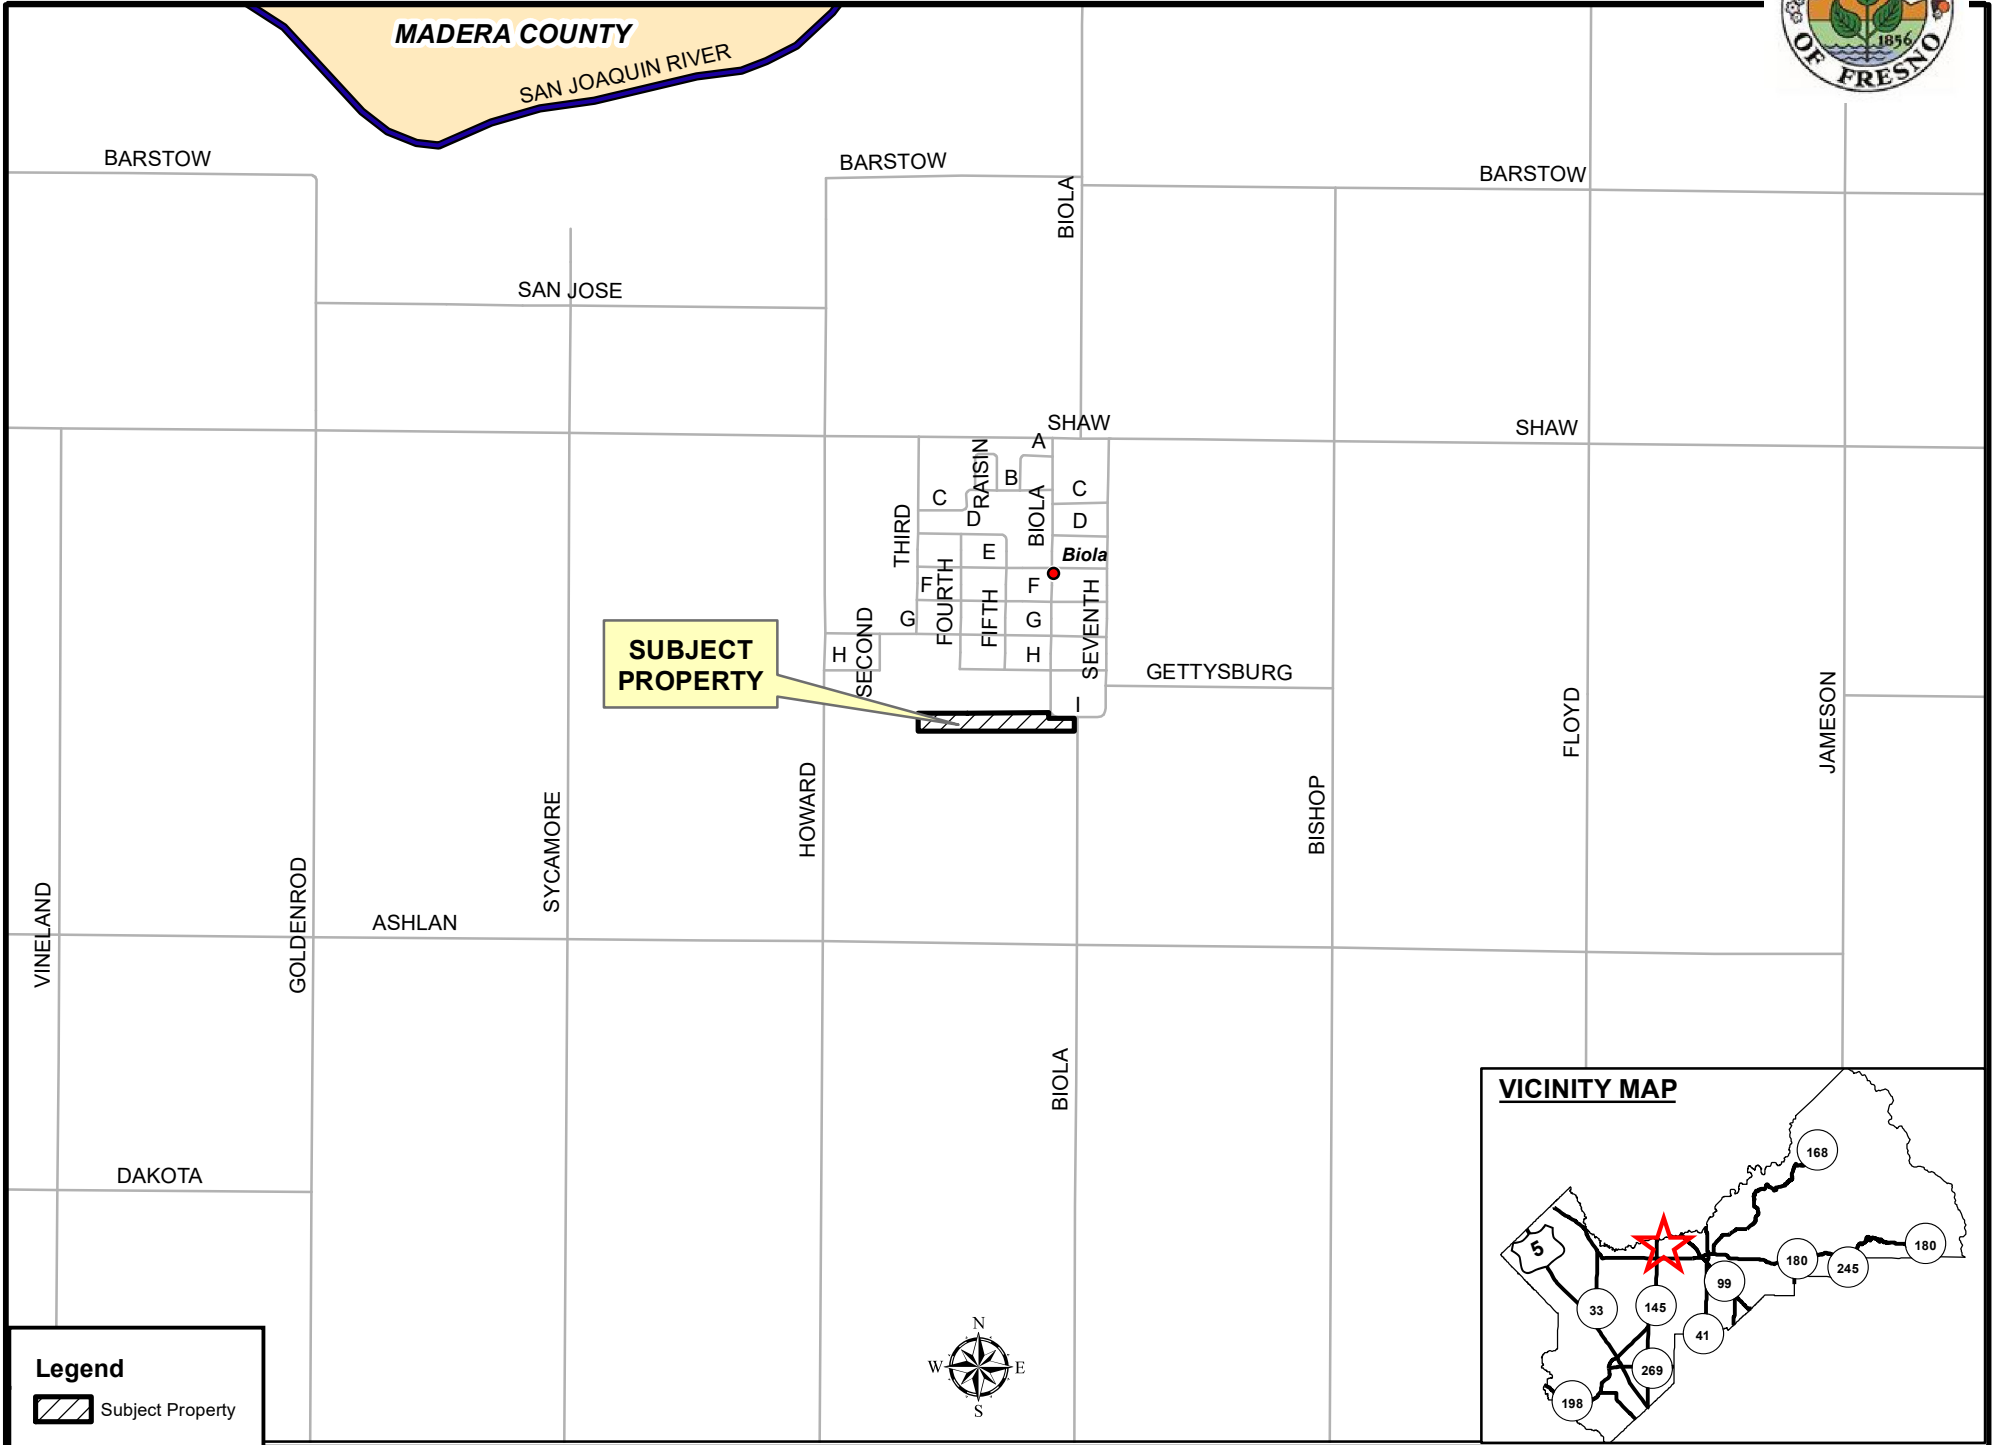 MADERA COUNTY
SAN JOAQUIN RIVER
1856
OF FRESNO
BARSTOW
BARSTOW
BARSTOW
BIOLA
SAN JOSE
SHAW
SHAW
A
RAISIN
B
C
C
BIOLA
THIRD
D
D
E
Biola
F
FOURTH
F
FIFTH
G
G
SEVENTH
H
SECOND
H
SUBJECT
PROPERTY
GETTYSBURG
I
HOWARD
FLOYD
JAMESON
SYCAMORE
BISHOP
VINELAND
GOLDENROD
ASHLAN
BIOLA
DAKOTA
VICINITY MAP
168
5
180
180
245
99
33
145
41
269
198
N
W
E
S
Legend
Subject Property